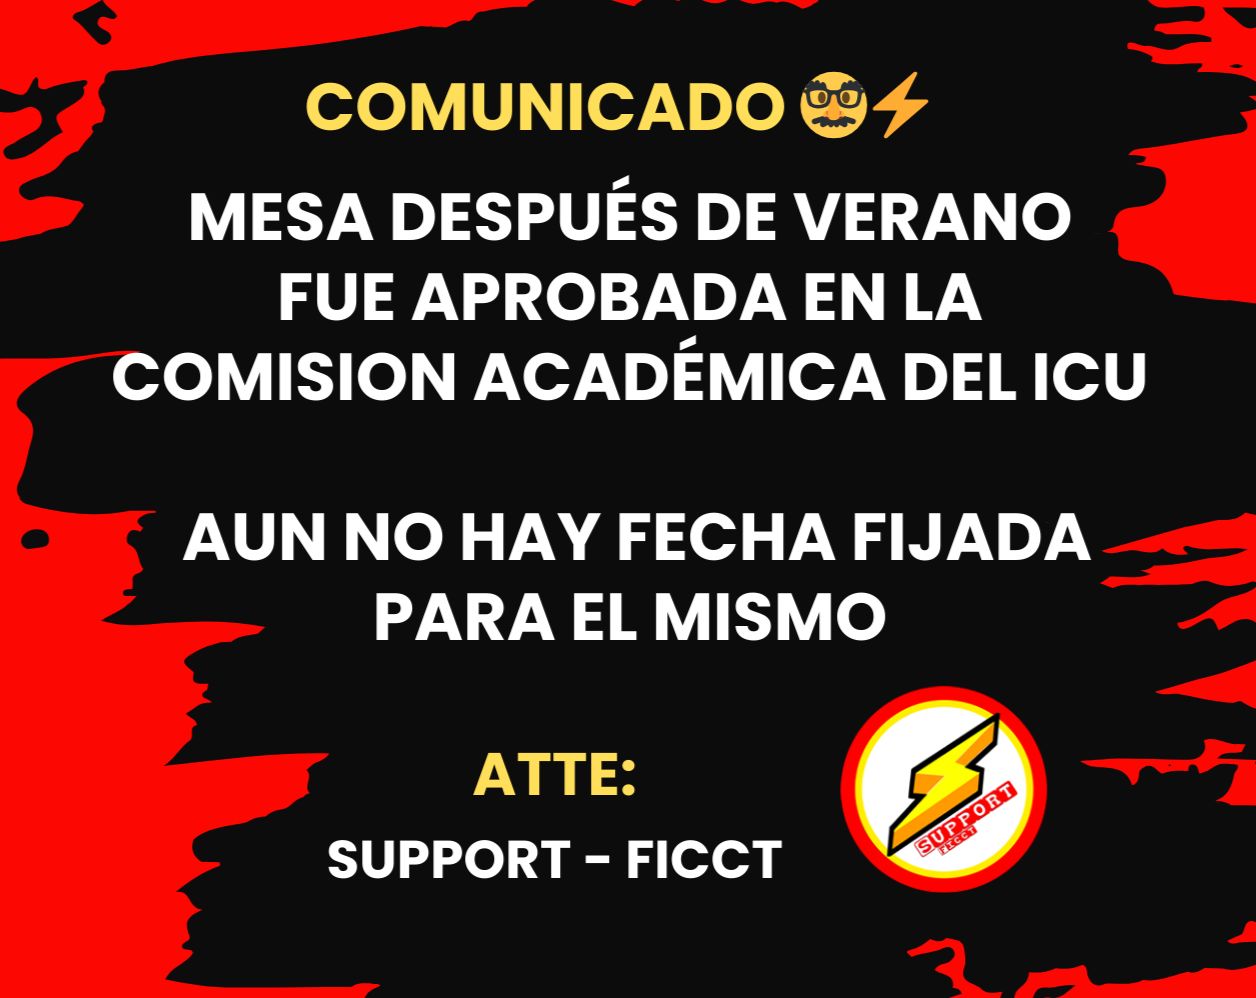 COMUNICADO 🥸⚡
MESA DESPUÉS DE VERANO
FUE APROBADA EN LA
COMISION ACADÉMICA DEL ICU
AUN NO HAY FECHA FIJADA
PARA EL MISMO
ATTE:
SUPPORT - FICCT
SUPPORT
FICCT